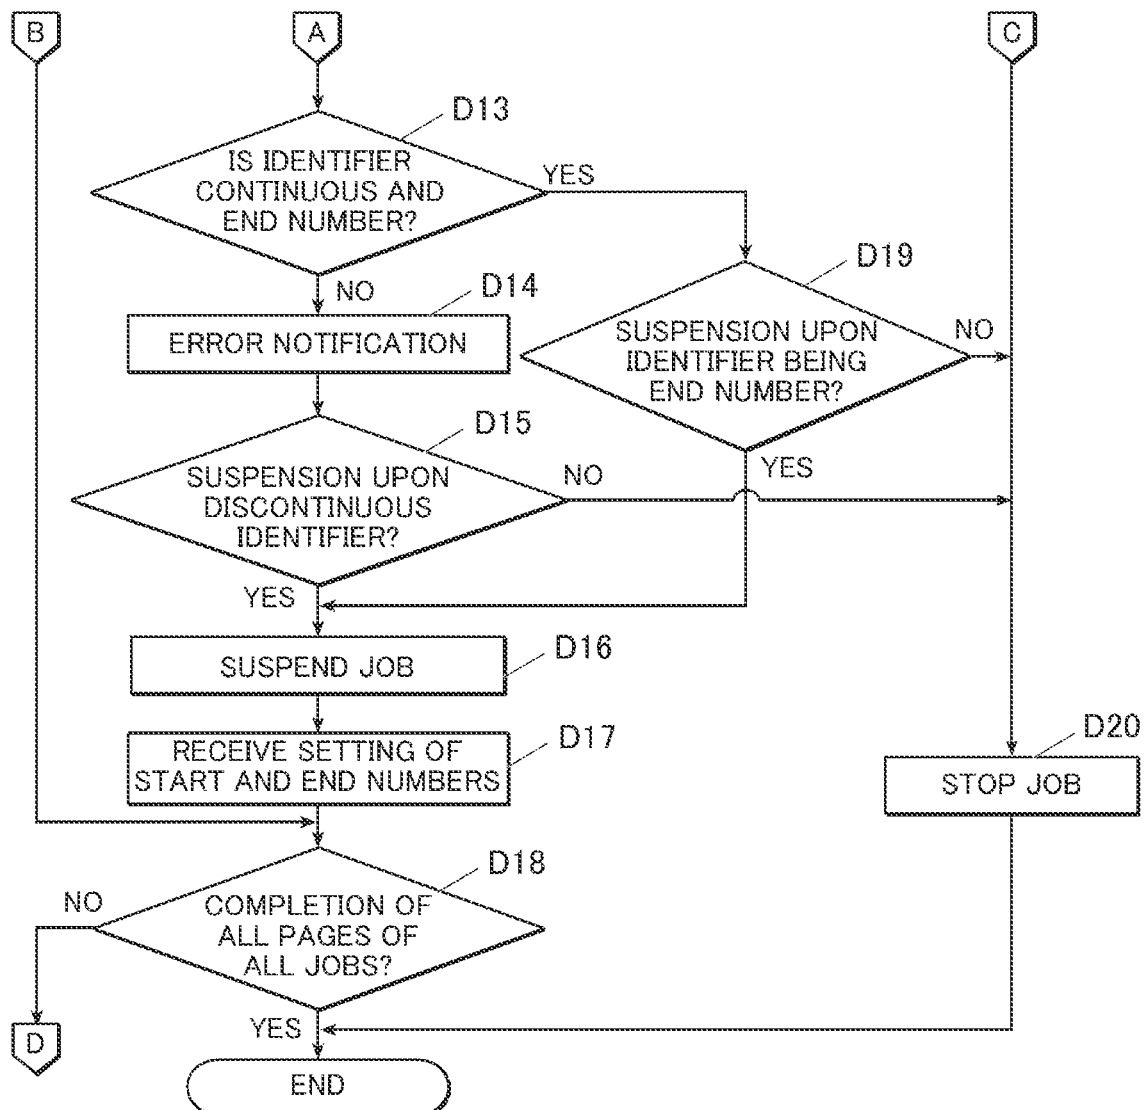 B
A
C
D13
IS IDENTIFIER
CONTINUOUS AND
END NUMBER?
YES
NO
D14
ERROR NOTIFICATION
D19
SUSPENSION UPON
IDENTIFIER BEING
END NUMBER?
NO
YES
D15
SUSPENSION UPON
DISCONTINUOUS
IDENTIFIER?
NO
YES
D16
SUSPEND JOB
D17
RECEIVE SETTING OF
START AND END NUMBERS
D20
STOP JOB
D18
COMPLETION OF
ALL PAGES OF
ALL JOBS?
NO
YES
D
END